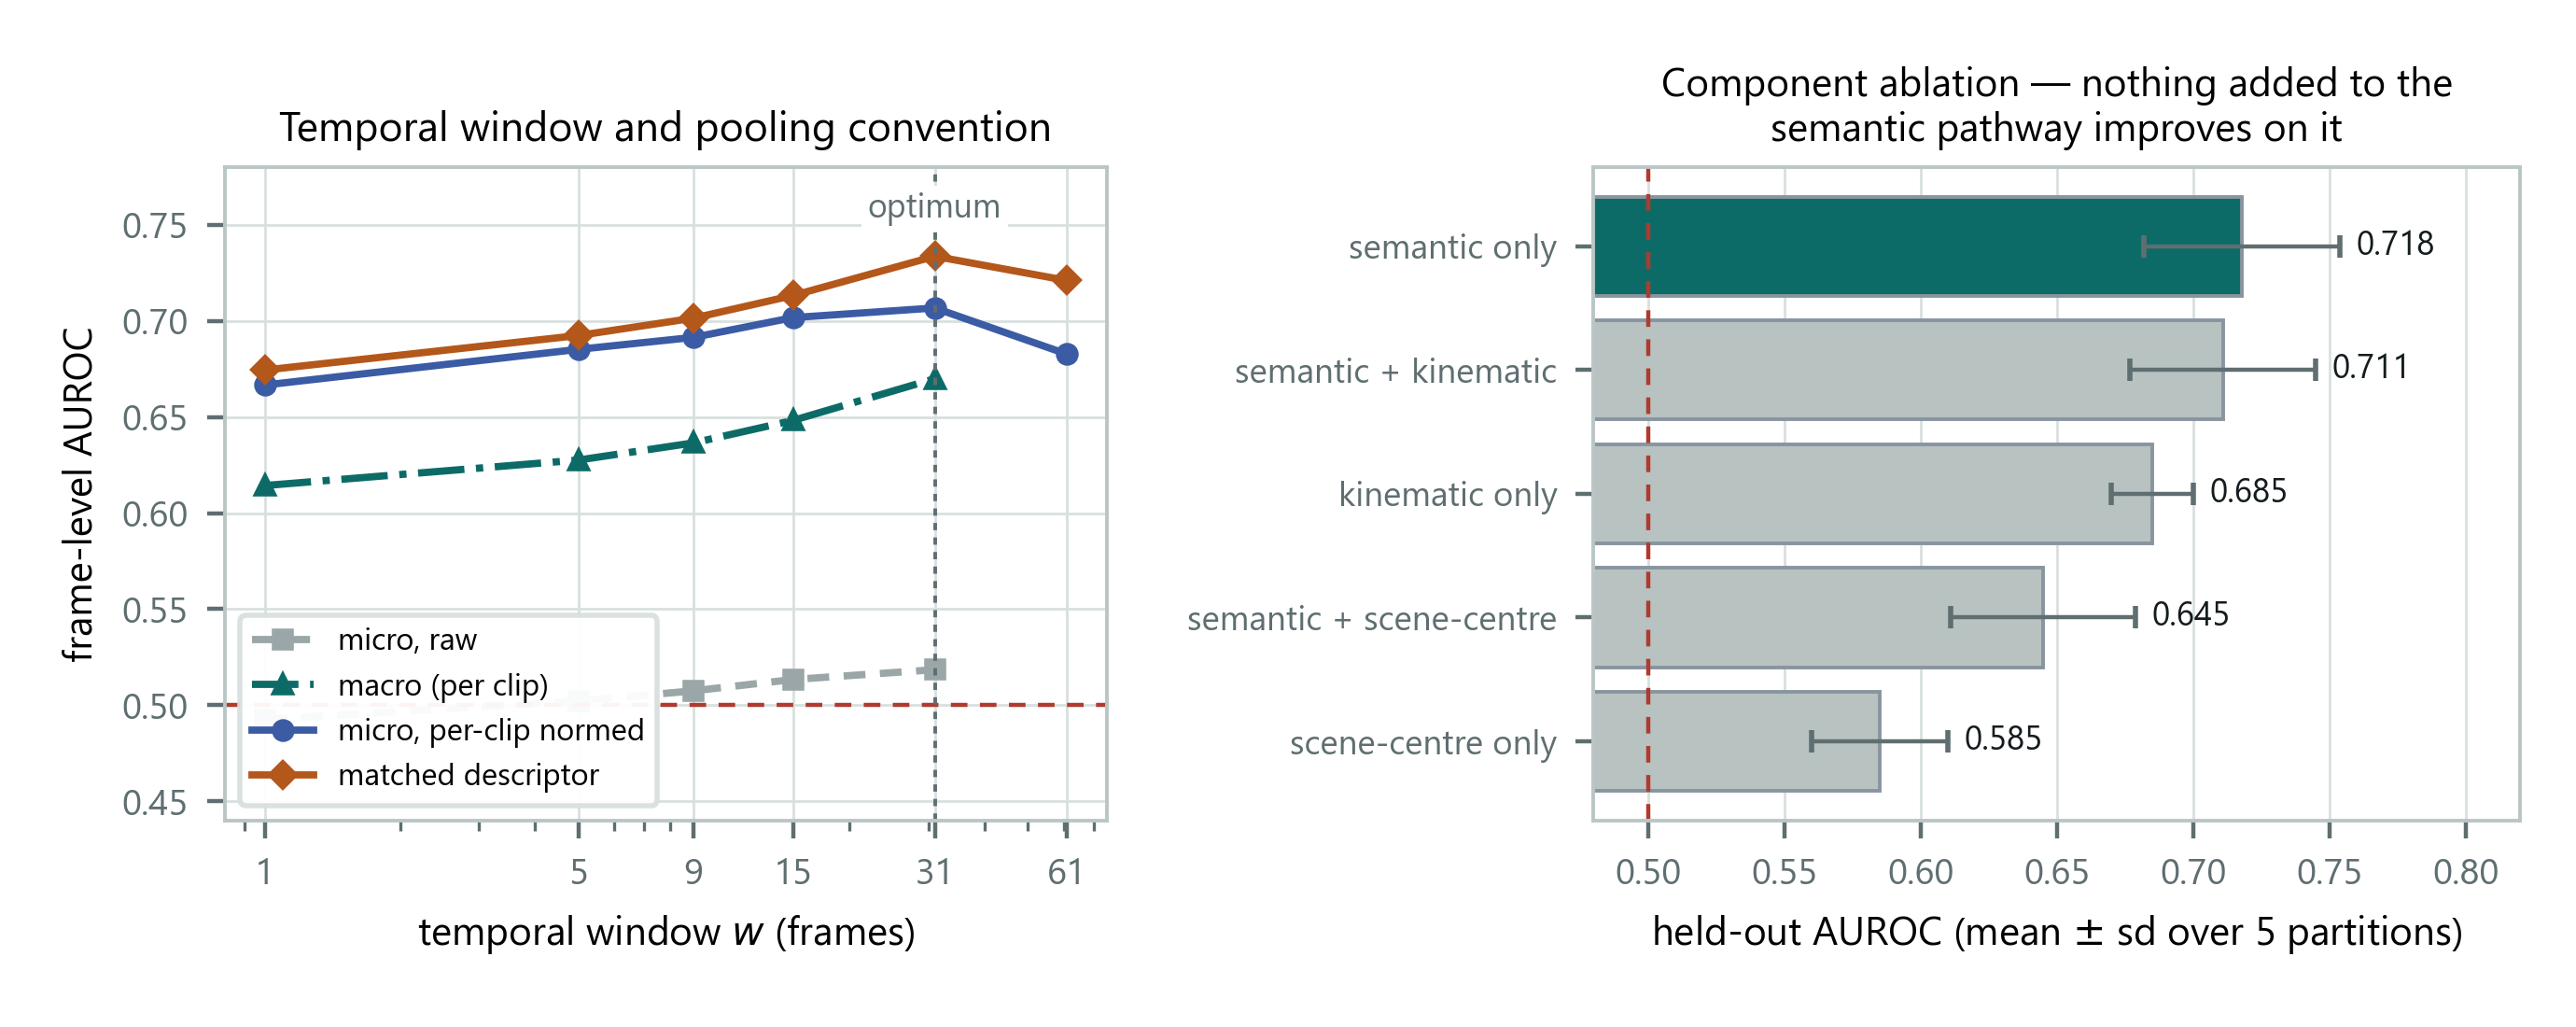 Temporal window and pooling convention
optimum
0.75
0.70
0.65
0.60
0.55
0.50
0.45
frame-level AUROC
micro, raw
macro (per clip)
micro, per-clip normed
matched descriptor
1 5 9 15 31 61
temporal window w (frames)
Component ablation — nothing added to the
semantic pathway improves on it
semantic only 0.718
semantic + kinematic 0.711
kinematic only 0.685
semantic + scene-centre 0.645
scene-centre only 0.585
0.50 0.55 0.60 0.65 0.70 0.75 0.80
held-out AUROC (mean ± sd over 5 partitions)